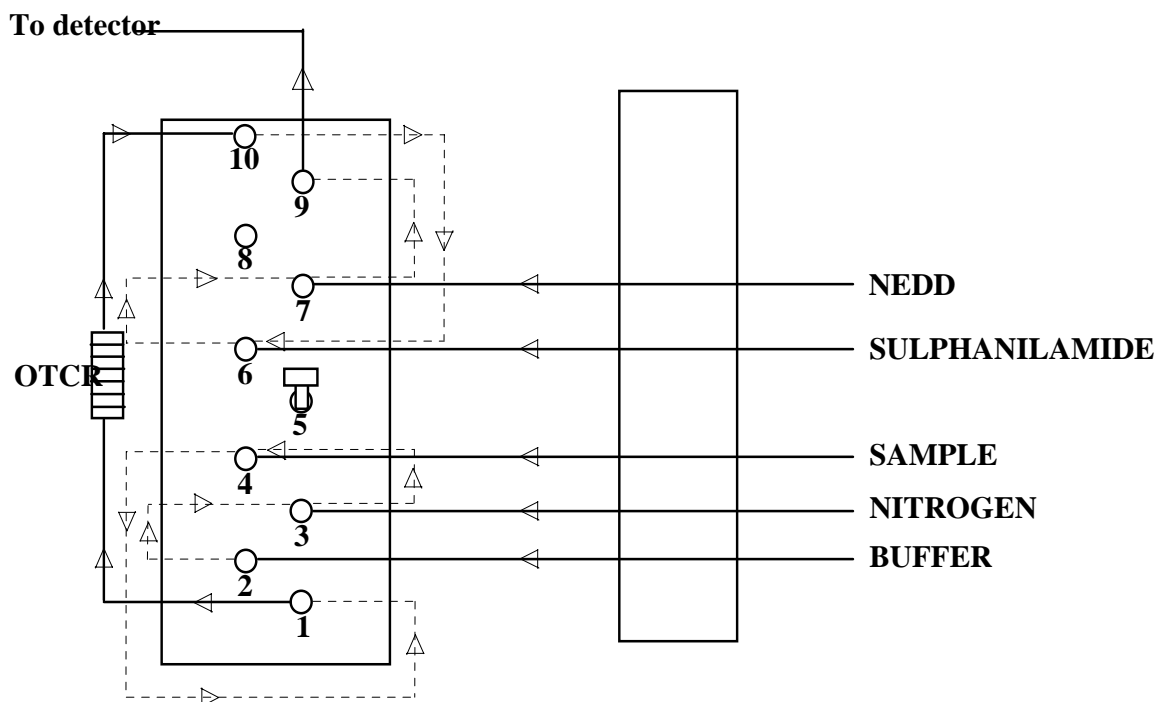 To detector
10
9
8
7
NEDD
6
SULPHANILAMIDE
OTCR
5
4
SAMPLE
3
NITROGEN
2
BUFFER
1